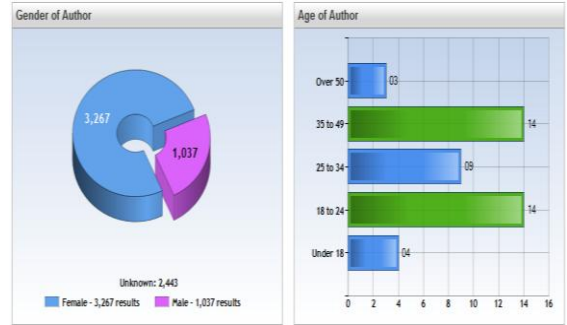 Gender of Author
3,267
1,037
Unknown: 2,443
Female - 3,267 results
Male - 1,037 results
Age of Author
Over 50
03
35 to 49
14
25 to 34
09
18 to 24
14
Under 18
04
0 2 4 6 8 10 12 14 16